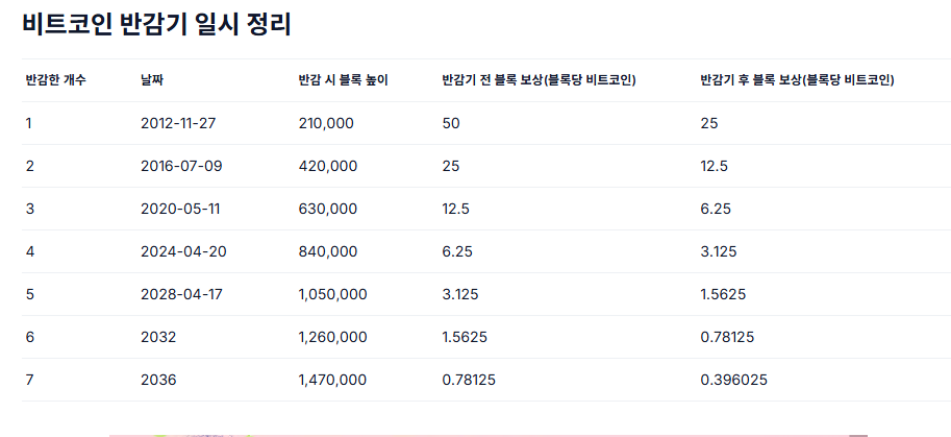 비트코인 반감기 일시 정리
반감한 개수 날짜 반감 시 블록 높이 반감기 전 블록 보상(블록당 비트코인) 반감기 후 블록 보상(블록당 비트코인)
1 2012-11-27 210,000 50 25
2 2016-07-09 420,000 25 12.5
3 2020-05-11 630,000 12.5 6.25
4 2024-04-20 840,000 6.25 3.125
5 2028-04-17 1,050,000 3.125 1.5625
6 2032 1,260,000 1.5625 0.78125
7 2036 1,470,000 0.78125 0.396025